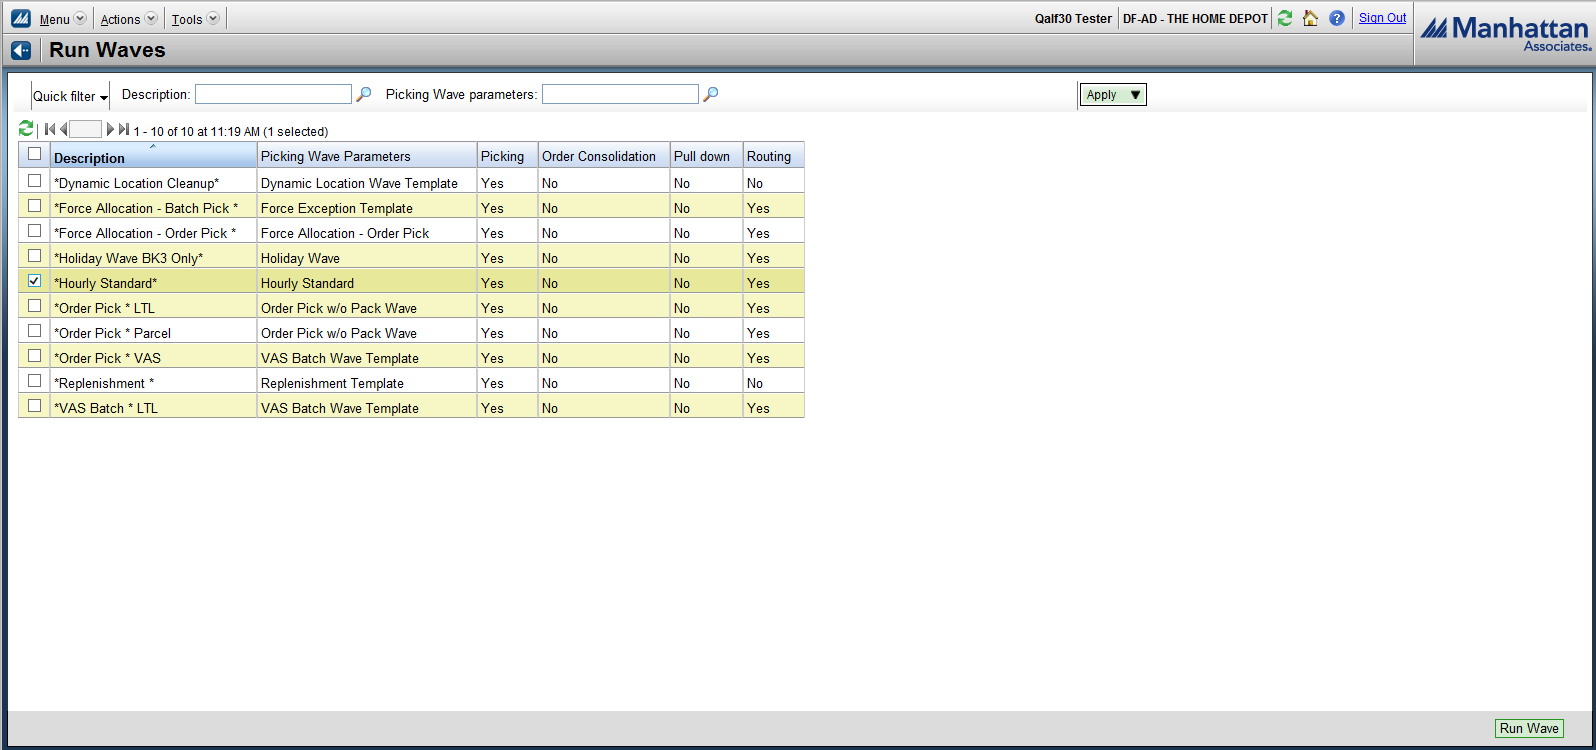 Menu Actions Tools Qalf30 Tester DF-AD - THE HOME DEPOT Sign Out
Manhattan
Associates.
Run Waves
Quick filter Description: Picking Wave parameters: Apply
1 - 10 of 10 at 11:19 AM (1 selected)
Description Picking Wave Parameters Picking Order Consolidation Pull down Routing
*Dynamic Location Cleanup* Dynamic Location Wave Template Yes No No No
*Force Allocation - Batch Pick * Force Exception Template Yes No No Yes
*Force Allocation - Order Pick * Force Allocation - Order Pick Yes No No Yes
*Holiday Wave BK3 Only* Holiday Wave Yes No No Yes
*Hourly Standard* Hourly Standard Yes No No Yes
*Order Pick * LTL Order Pick w/o Pack Wave Yes No No Yes
*Order Pick * Parcel Order Pick w/o Pack Wave Yes No No Yes
*Order Pick * VAS VAS Batch Wave Template Yes No No Yes
*Replenishment * Replenishment Template Yes No No No
*VAS Batch * LTL VAS Batch Wave Template Yes No No Yes
Run Wave